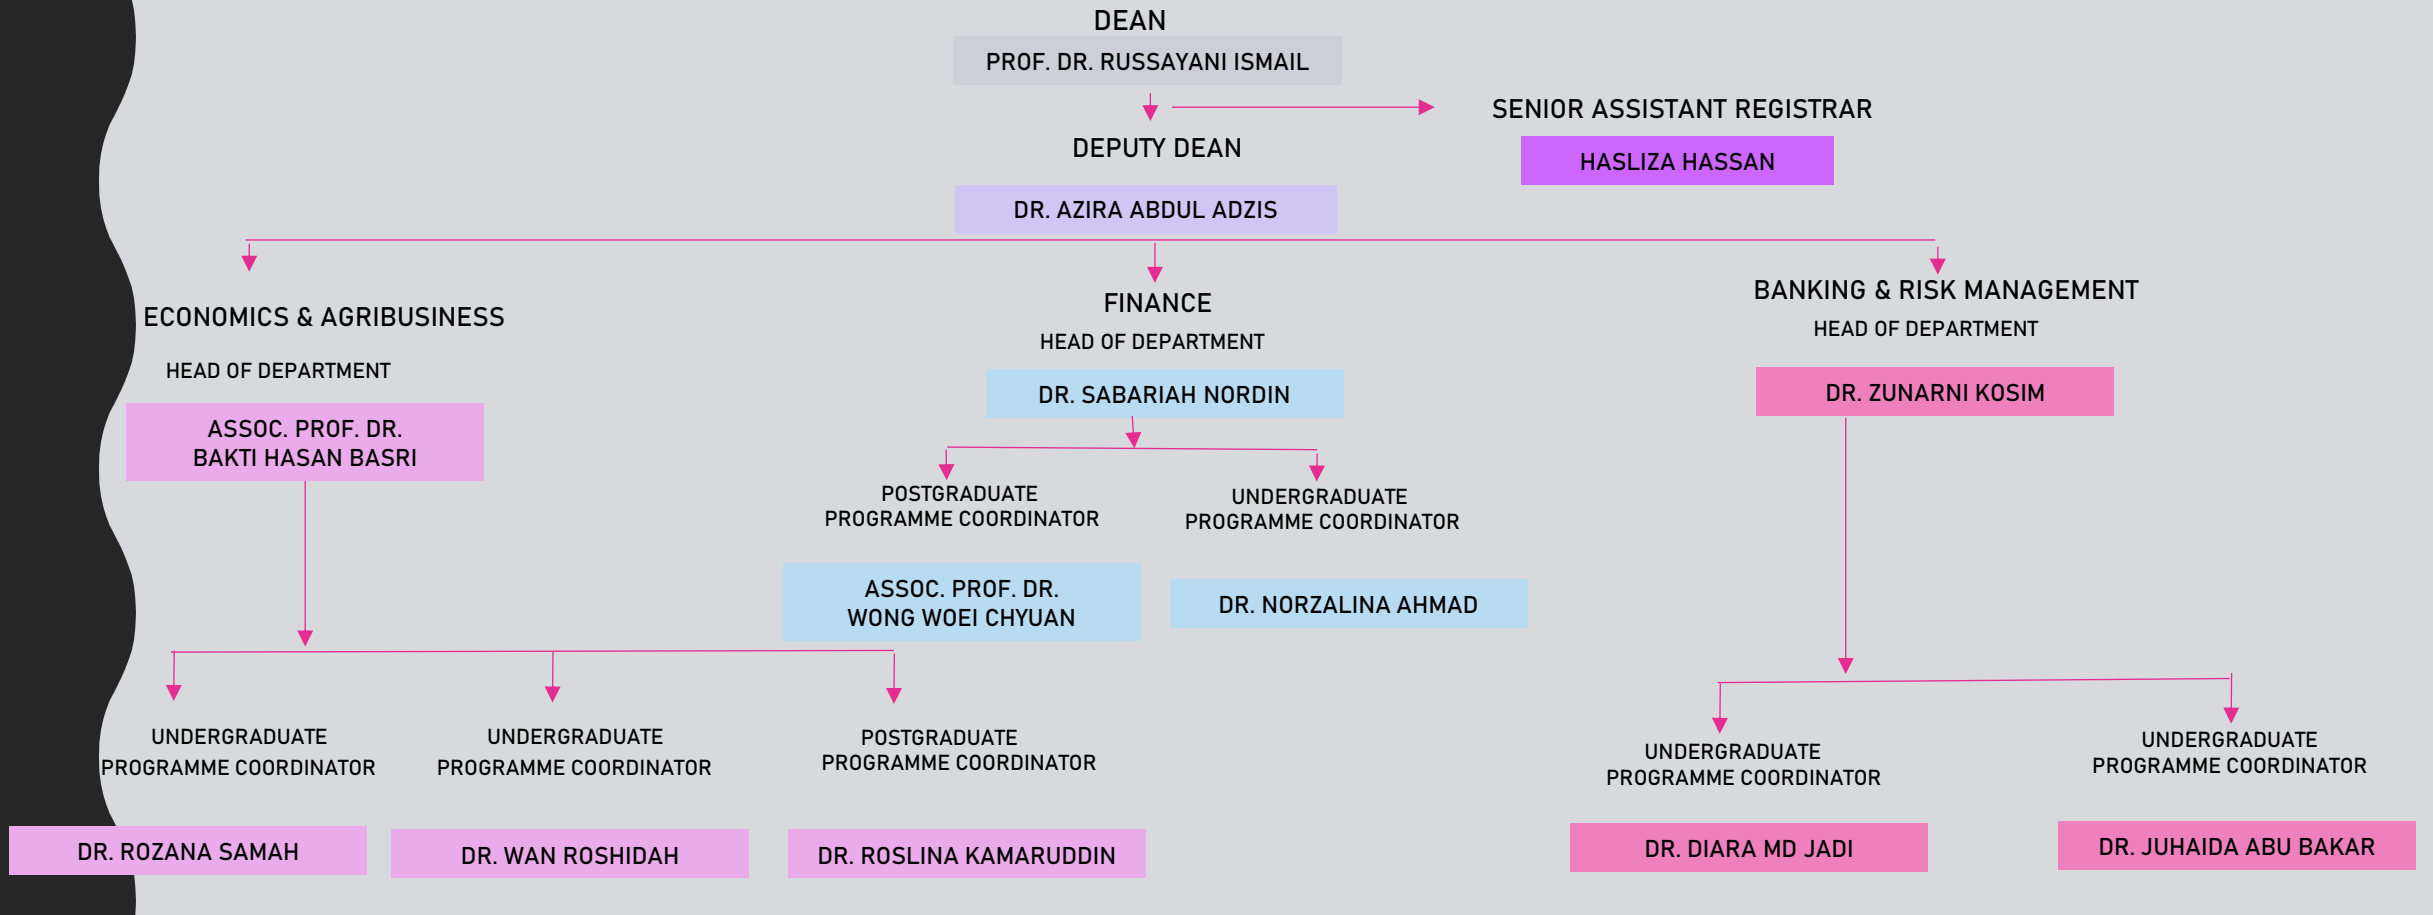 DEAN
PROF. DR. RUSSAYANI ISMAIL
SENIOR ASSISTANT REGISTRAR
HASLIZA HASSAN
DEPUTY DEAN
DR. AZIRA ABDUL ADZIS
ECONOMICS & AGRIBUSINESS
HEAD OF DEPARTMENT
ASSOC. PROF. DR.
BAKTI HASAN BASRI
UNDERGRADUATE
PROGRAMME COORDINATOR
DR. ROZANA SAMAH
UNDERGRADUATE
PROGRAMME COORDINATOR
DR. WAN ROSHIDAH
POSTGRADUATE
PROGRAMME COORDINATOR
DR. ROSLINA KAMARUDDIN
FINANCE
HEAD OF DEPARTMENT
DR. SABARIAH NORDIN
POSTGRADUATE
PROGRAMME COORDINATOR
ASSOC. PROF. DR.
WONG WOEI CHYUAN
UNDERGRADUATE
PROGRAMME COORDINATOR
DR. NORZALINA AHMAD
BANKING & RISK MANAGEMENT
HEAD OF DEPARTMENT
DR. ZUNARNI KOSIM
UNDERGRADUATE
PROGRAMME COORDINATOR
DR. DIARA MD JADI
UNDERGRADUATE
PROGRAMME COORDINATOR
DR. JUHAIDA ABU BAKAR